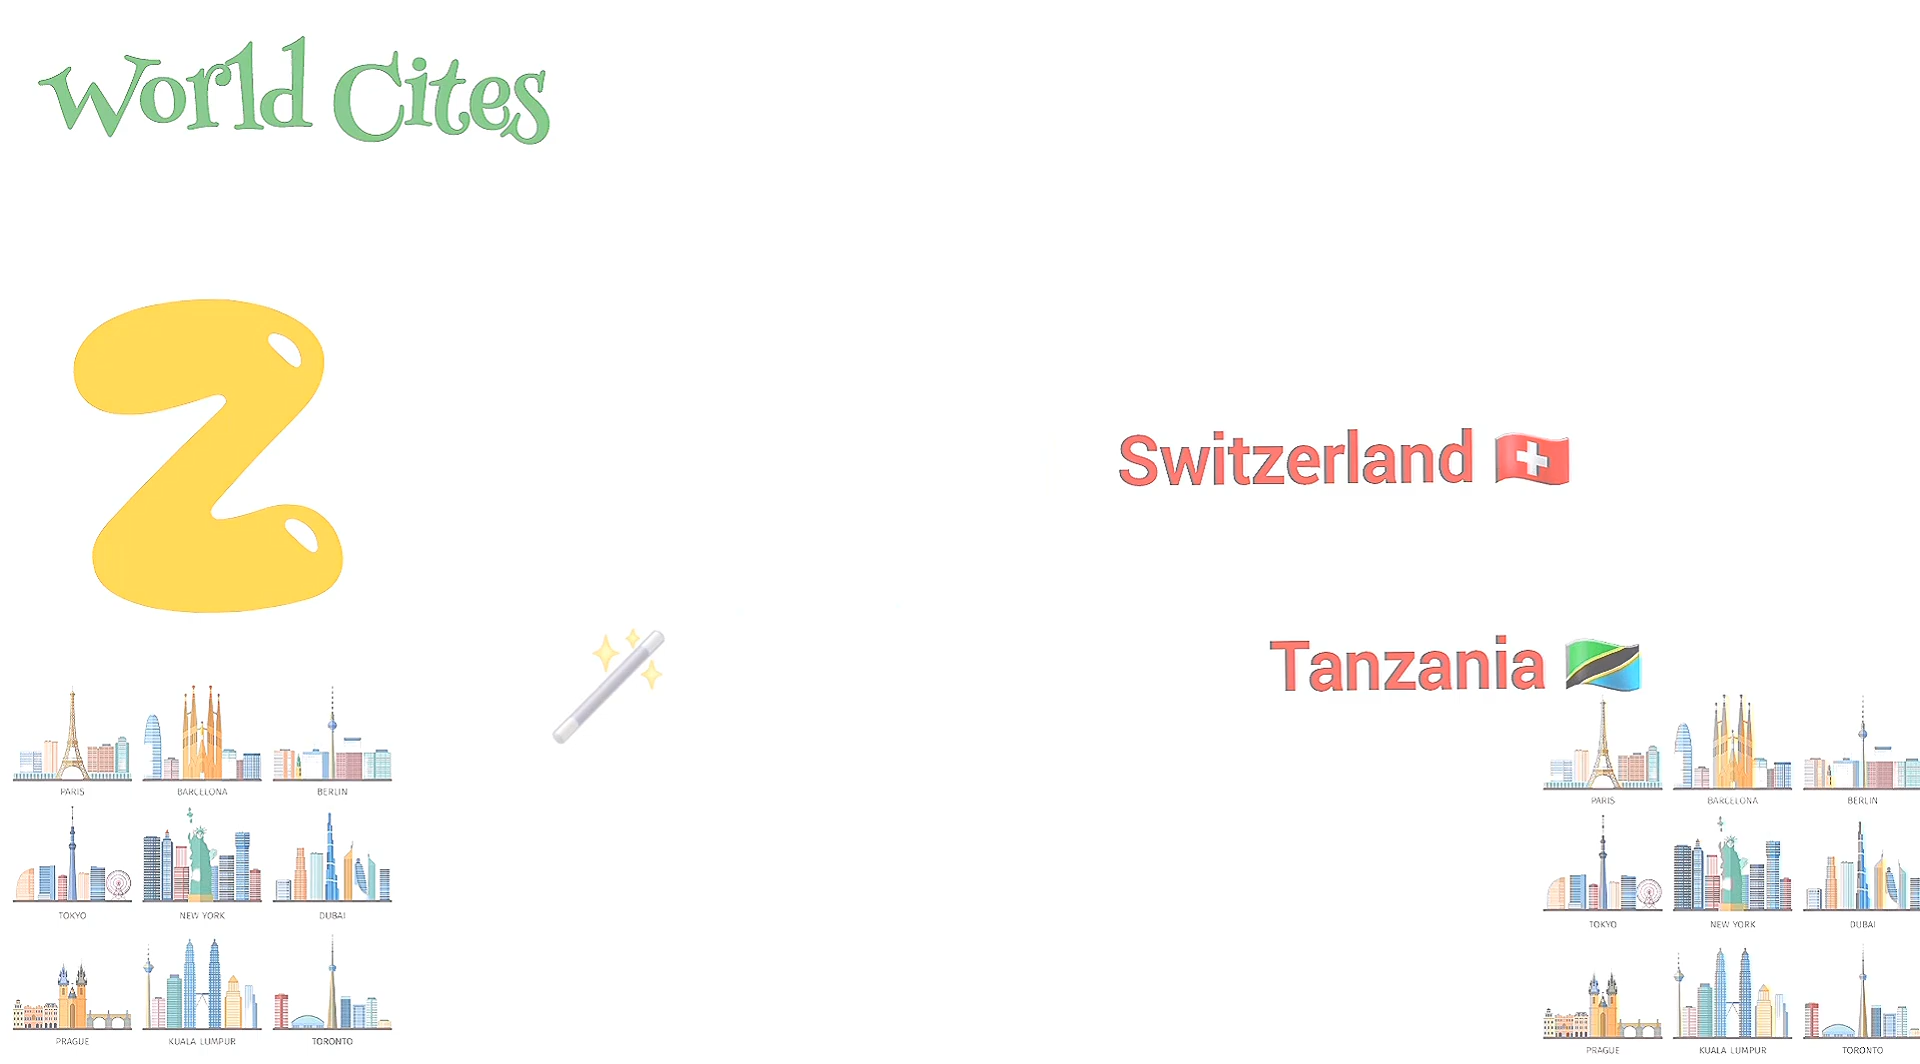 World Cites
Z
Switzerland 🇨🇭
Tanzania 🇹🇿
PARIS BARCELONA BERLIN
TOKYO NEW YORK DUBAI
PRAGUE KUALA LUMPUR TORONTO
PARIS BARCELONA BERLIN
TOKYO NEW YORK DUBAI
PRAGUE KUALA LUMPUR TORONTO